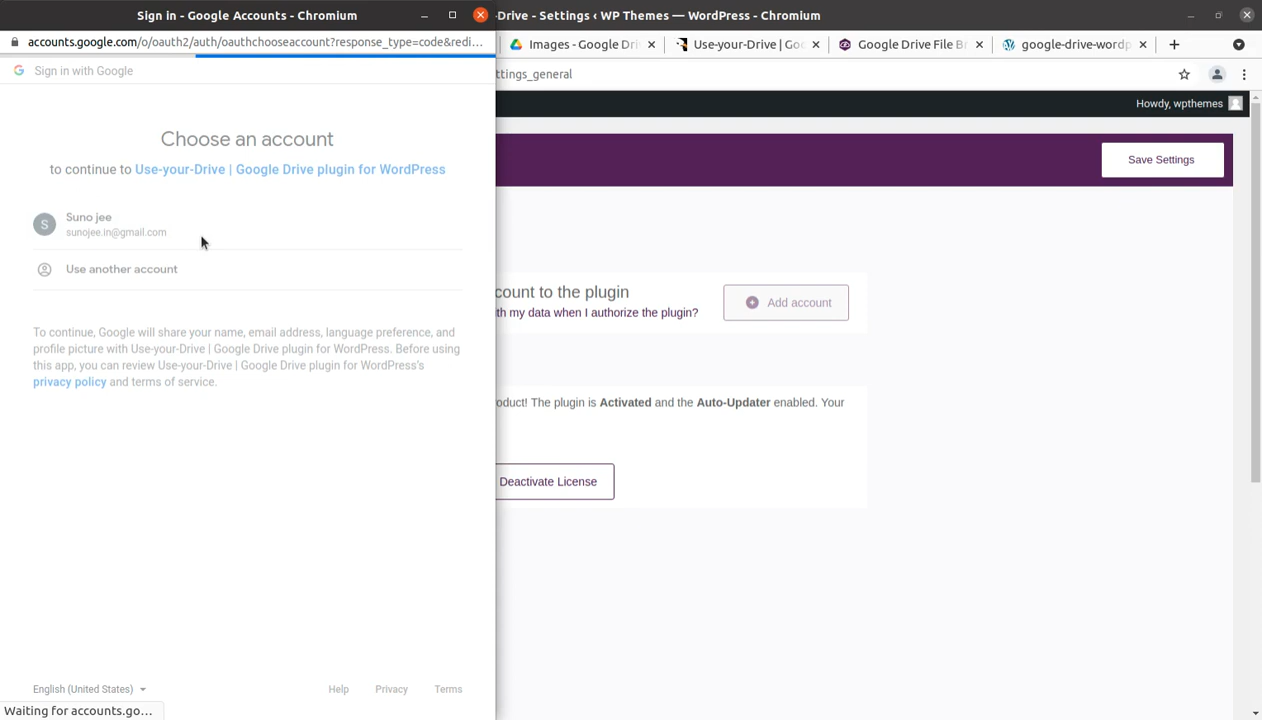 Sign in - Google Accounts - Chromium
-Drive - Settings ‹ WP Themes — WordPress - Chromium
accounts.google.com/o/oauth2/auth/oauthchooseaccount?response_type=code&redi...
Images - Google Dri
Use-your-Drive | Goo
Google Drive File Br
google-drive-wordp
Sign in with Google
ttings_general
Howdy, wpthemes
Choose an account
to continue to Use-your-Drive | Google Drive plugin for WordPress
Save Settings
S
Suno jee
sunojee.in@gmail.com
Use another account
count to the plugin
th my data when I authorize the plugin?
Add account
To continue, Google will share your name, email address, language preference, and
profile picture with Use-your-Drive | Google Drive plugin for WordPress. Before using
this app, you can review Use-your-Drive | Google Drive plugin for WordPress's
privacy policy and terms of service.
oduct! The plugin is Activated and the Auto-Updater enabled. Your
Deactivate License
English (United States)
Help
Privacy
Terms
Waiting for accounts.go...